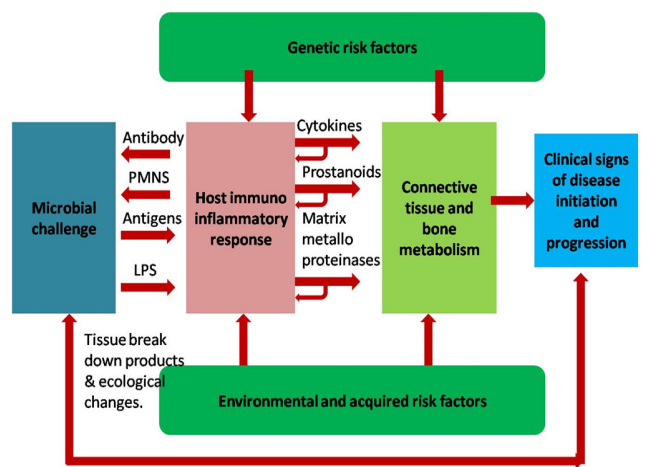 Genetic risk factors
Microbial
challenge
Antibody
PMNS
Antigens
LPS
Host immuno
inflammatory
response
Cytokines
Prostanoids
Matrix
metallo
proteinases
Connective
tissue and
bone
metabolism
Clinical signs
of disease
initiation
and
progression
Tissue break
down products
& ecological
changes.
Environmental and acquired risk factors